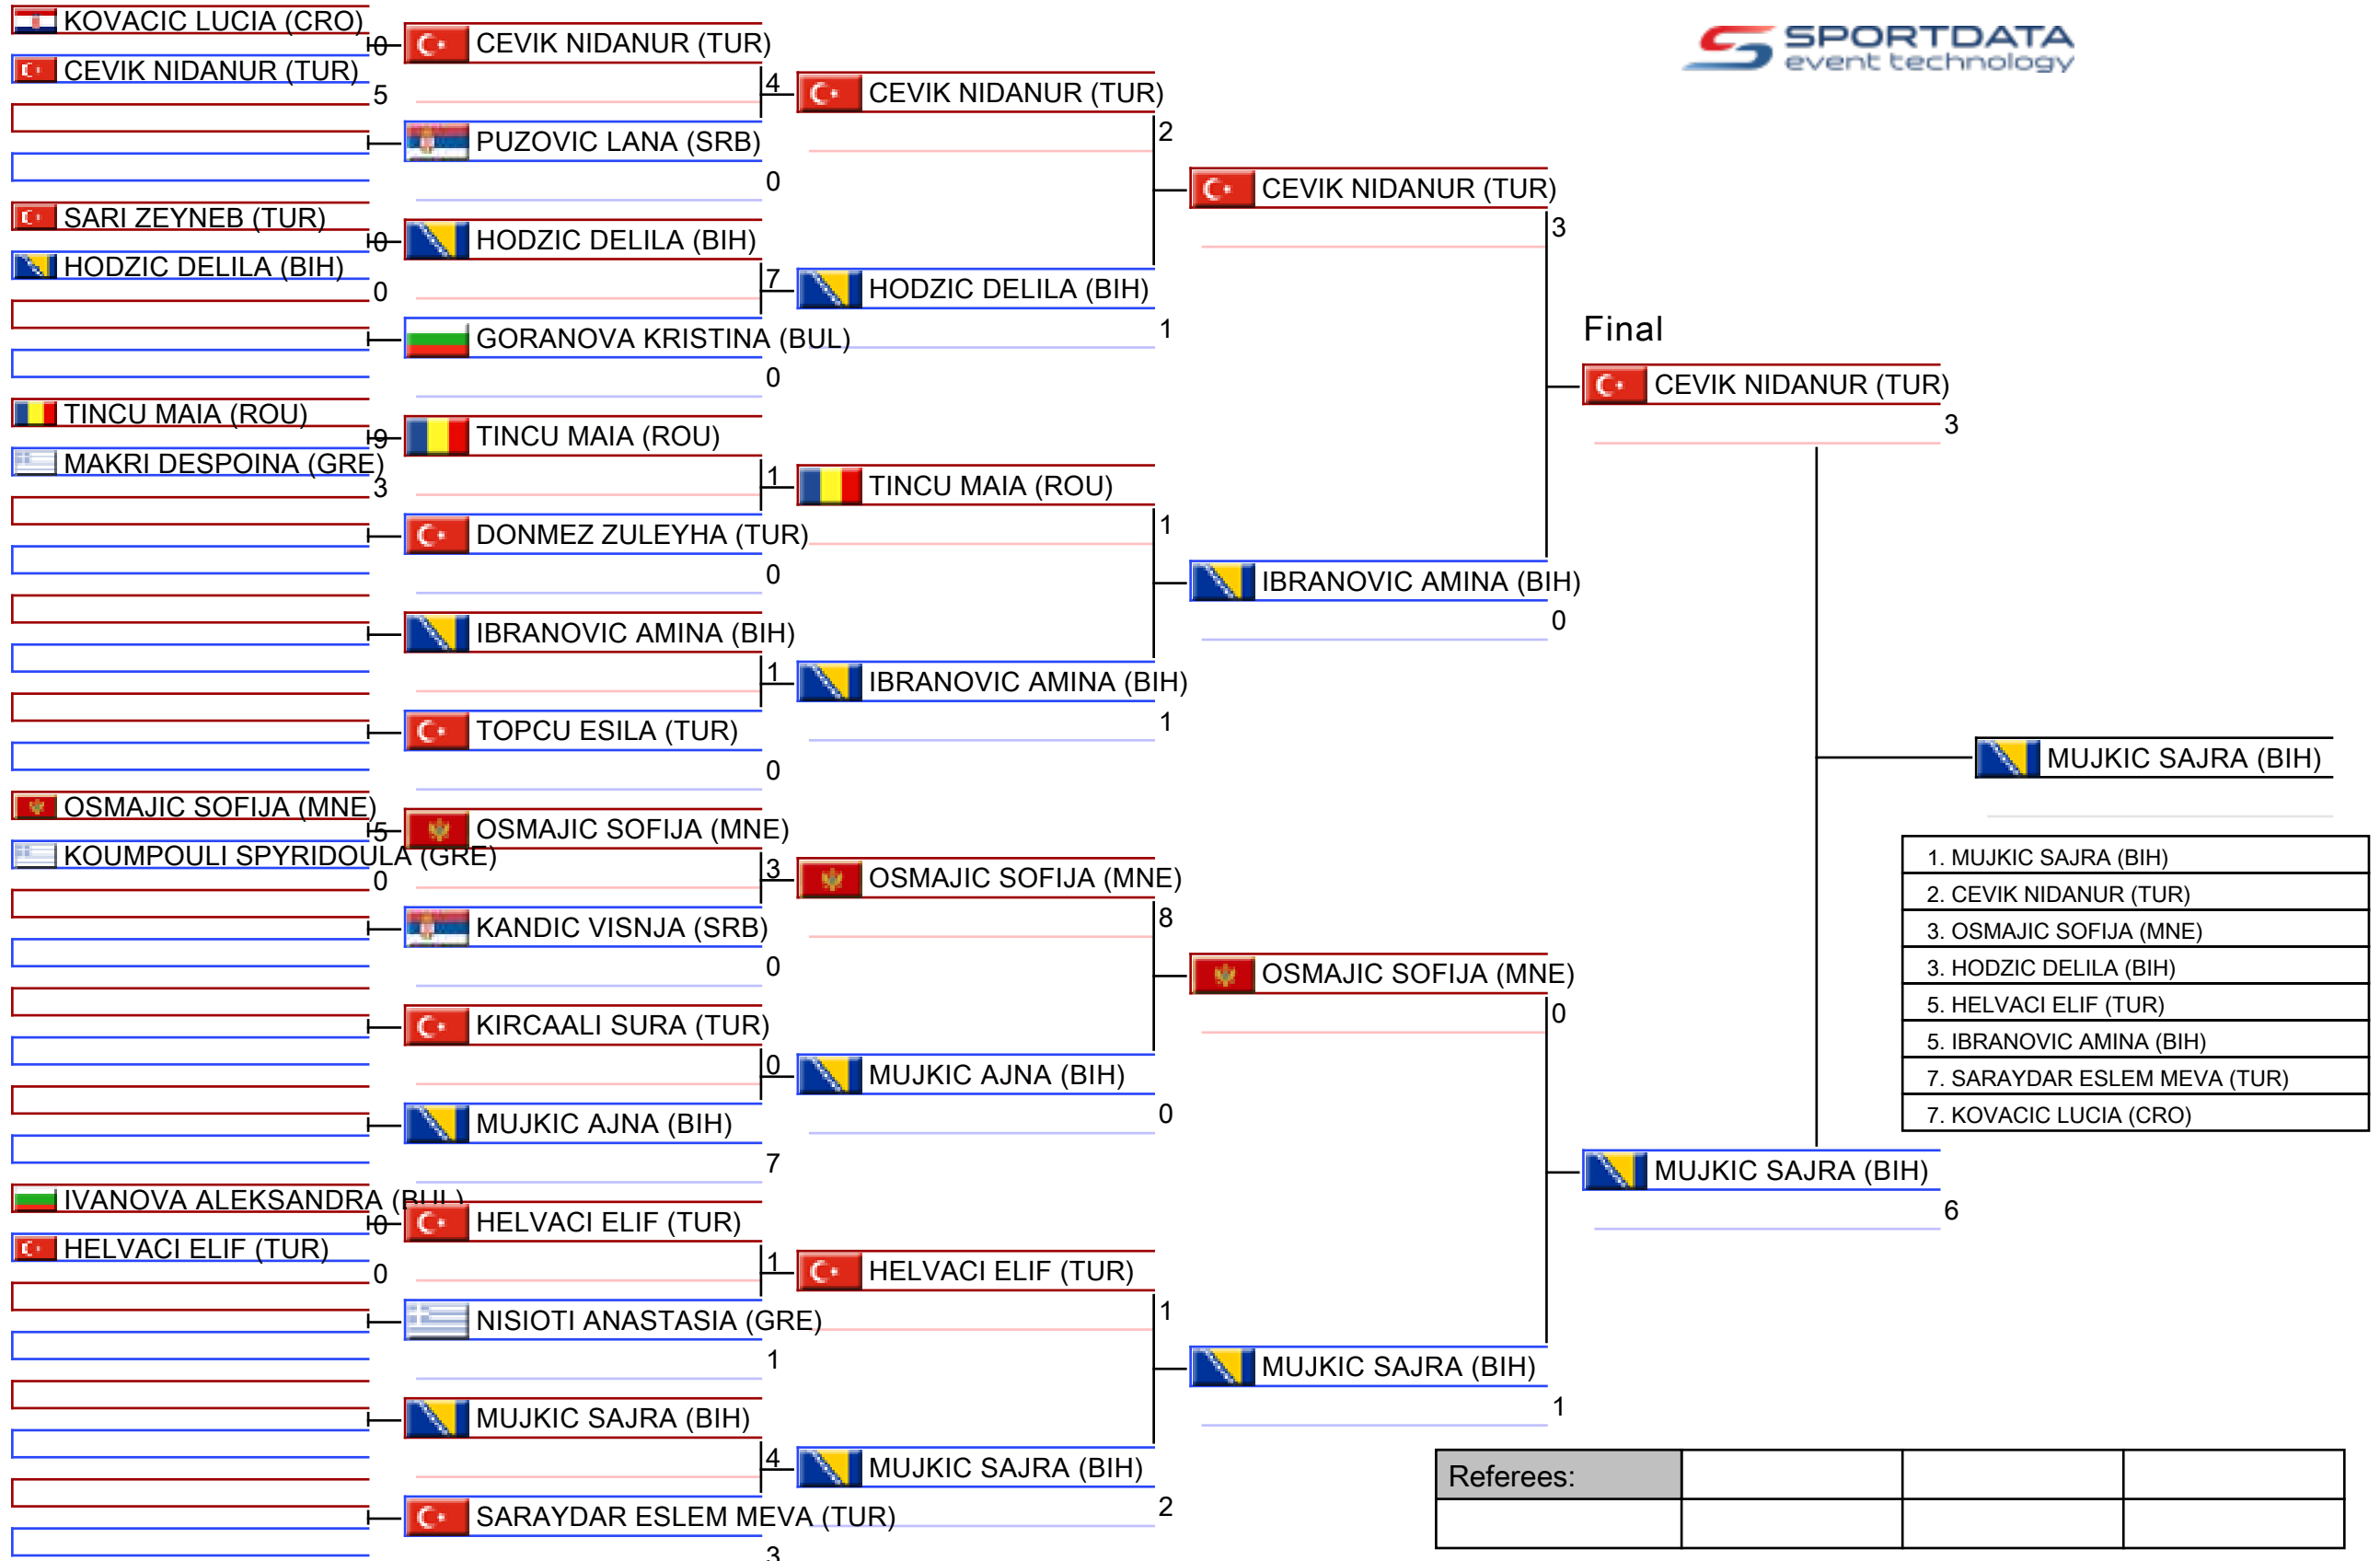 SPORTDATA
event technology
KOVACIC LUCIA (CRO)
0
CEVIK NIDANUR (TUR)
5
SARI ZEYNEB (TUR)
0
HODZIC DELILA (BIH)
0
TINCU MAIA (ROU)
9
MAKRI DESPOINA (GRE)
3
OSMAJIC SOFIJA (MNE)
5
KOUMPOULI SPYRIDOULA (GRE)
0
IVANOVA ALEKSANDRA (BUL)
0
HELVACI ELIF (TUR)
0
CEVIK NIDANUR (TUR)
4
PUZOVIC LANA (SRB)
0
HODZIC DELILA (BIH)
7
GORANOVA KRISTINA (BUL)
0
TINCU MAIA (ROU)
1
DONMEZ ZULEYHA (TUR)
0
IBRANOVIC AMINA (BIH)
1
TOPCU ESILA (TUR)
0
OSMAJIC SOFIJA (MNE)
3
KANDIC VISNJA (SRB)
0
KIRCAALI SURA (TUR)
0
MUJKIC AJNA (BIH)
7
HELVACI ELIF (TUR)
1
NISIOTI ANASTASIA (GRE)
1
MUJKIC SAJRA (BIH)
4
SARAYDAR ESLEM MEVA (TUR)
3
CEVIK NIDANUR (TUR)
2
HODZIC DELILA (BIH)
1
TINCU MAIA (ROU)
1
IBRANOVIC AMINA (BIH)
1
OSMAJIC SOFIJA (MNE)
8
MUJKIC AJNA (BIH)
0
HELVACI ELIF (TUR)
1
MUJKIC SAJRA (BIH)
2
CEVIK NIDANUR (TUR)
3
IBRANOVIC AMINA (BIH)
0
OSMAJIC SOFIJA (MNE)
0
MUJKIC SAJRA (BIH)
1
Final
CEVIK NIDANUR (TUR)
3
MUJKIC SAJRA (BIH)
6
MUJKIC SAJRA (BIH)
1. MUJKIC SAJRA (BIH)
2. CEVIK NIDANUR (TUR)
3. OSMAJIC SOFIJA (MNE)
3. HODZIC DELILA (BIH)
5. HELVACI ELIF (TUR)
5. IBRANOVIC AMINA (BIH)
7. SARAYDAR ESLEM MEVA (TUR)
7. KOVACIC LUCIA (CRO)
Referees: